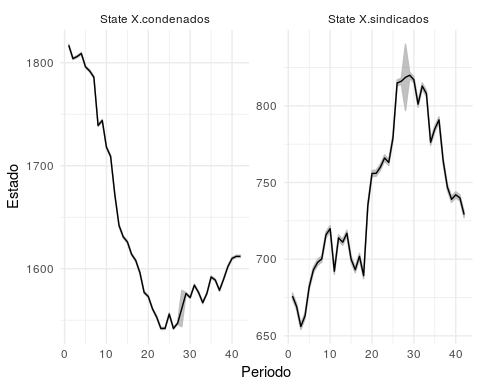 State X.condenados
State X.sindicados
Estado
1800
1700
1600
800
750
700
650
0 10 20 30 40
0 10 20 30 40
Periodo